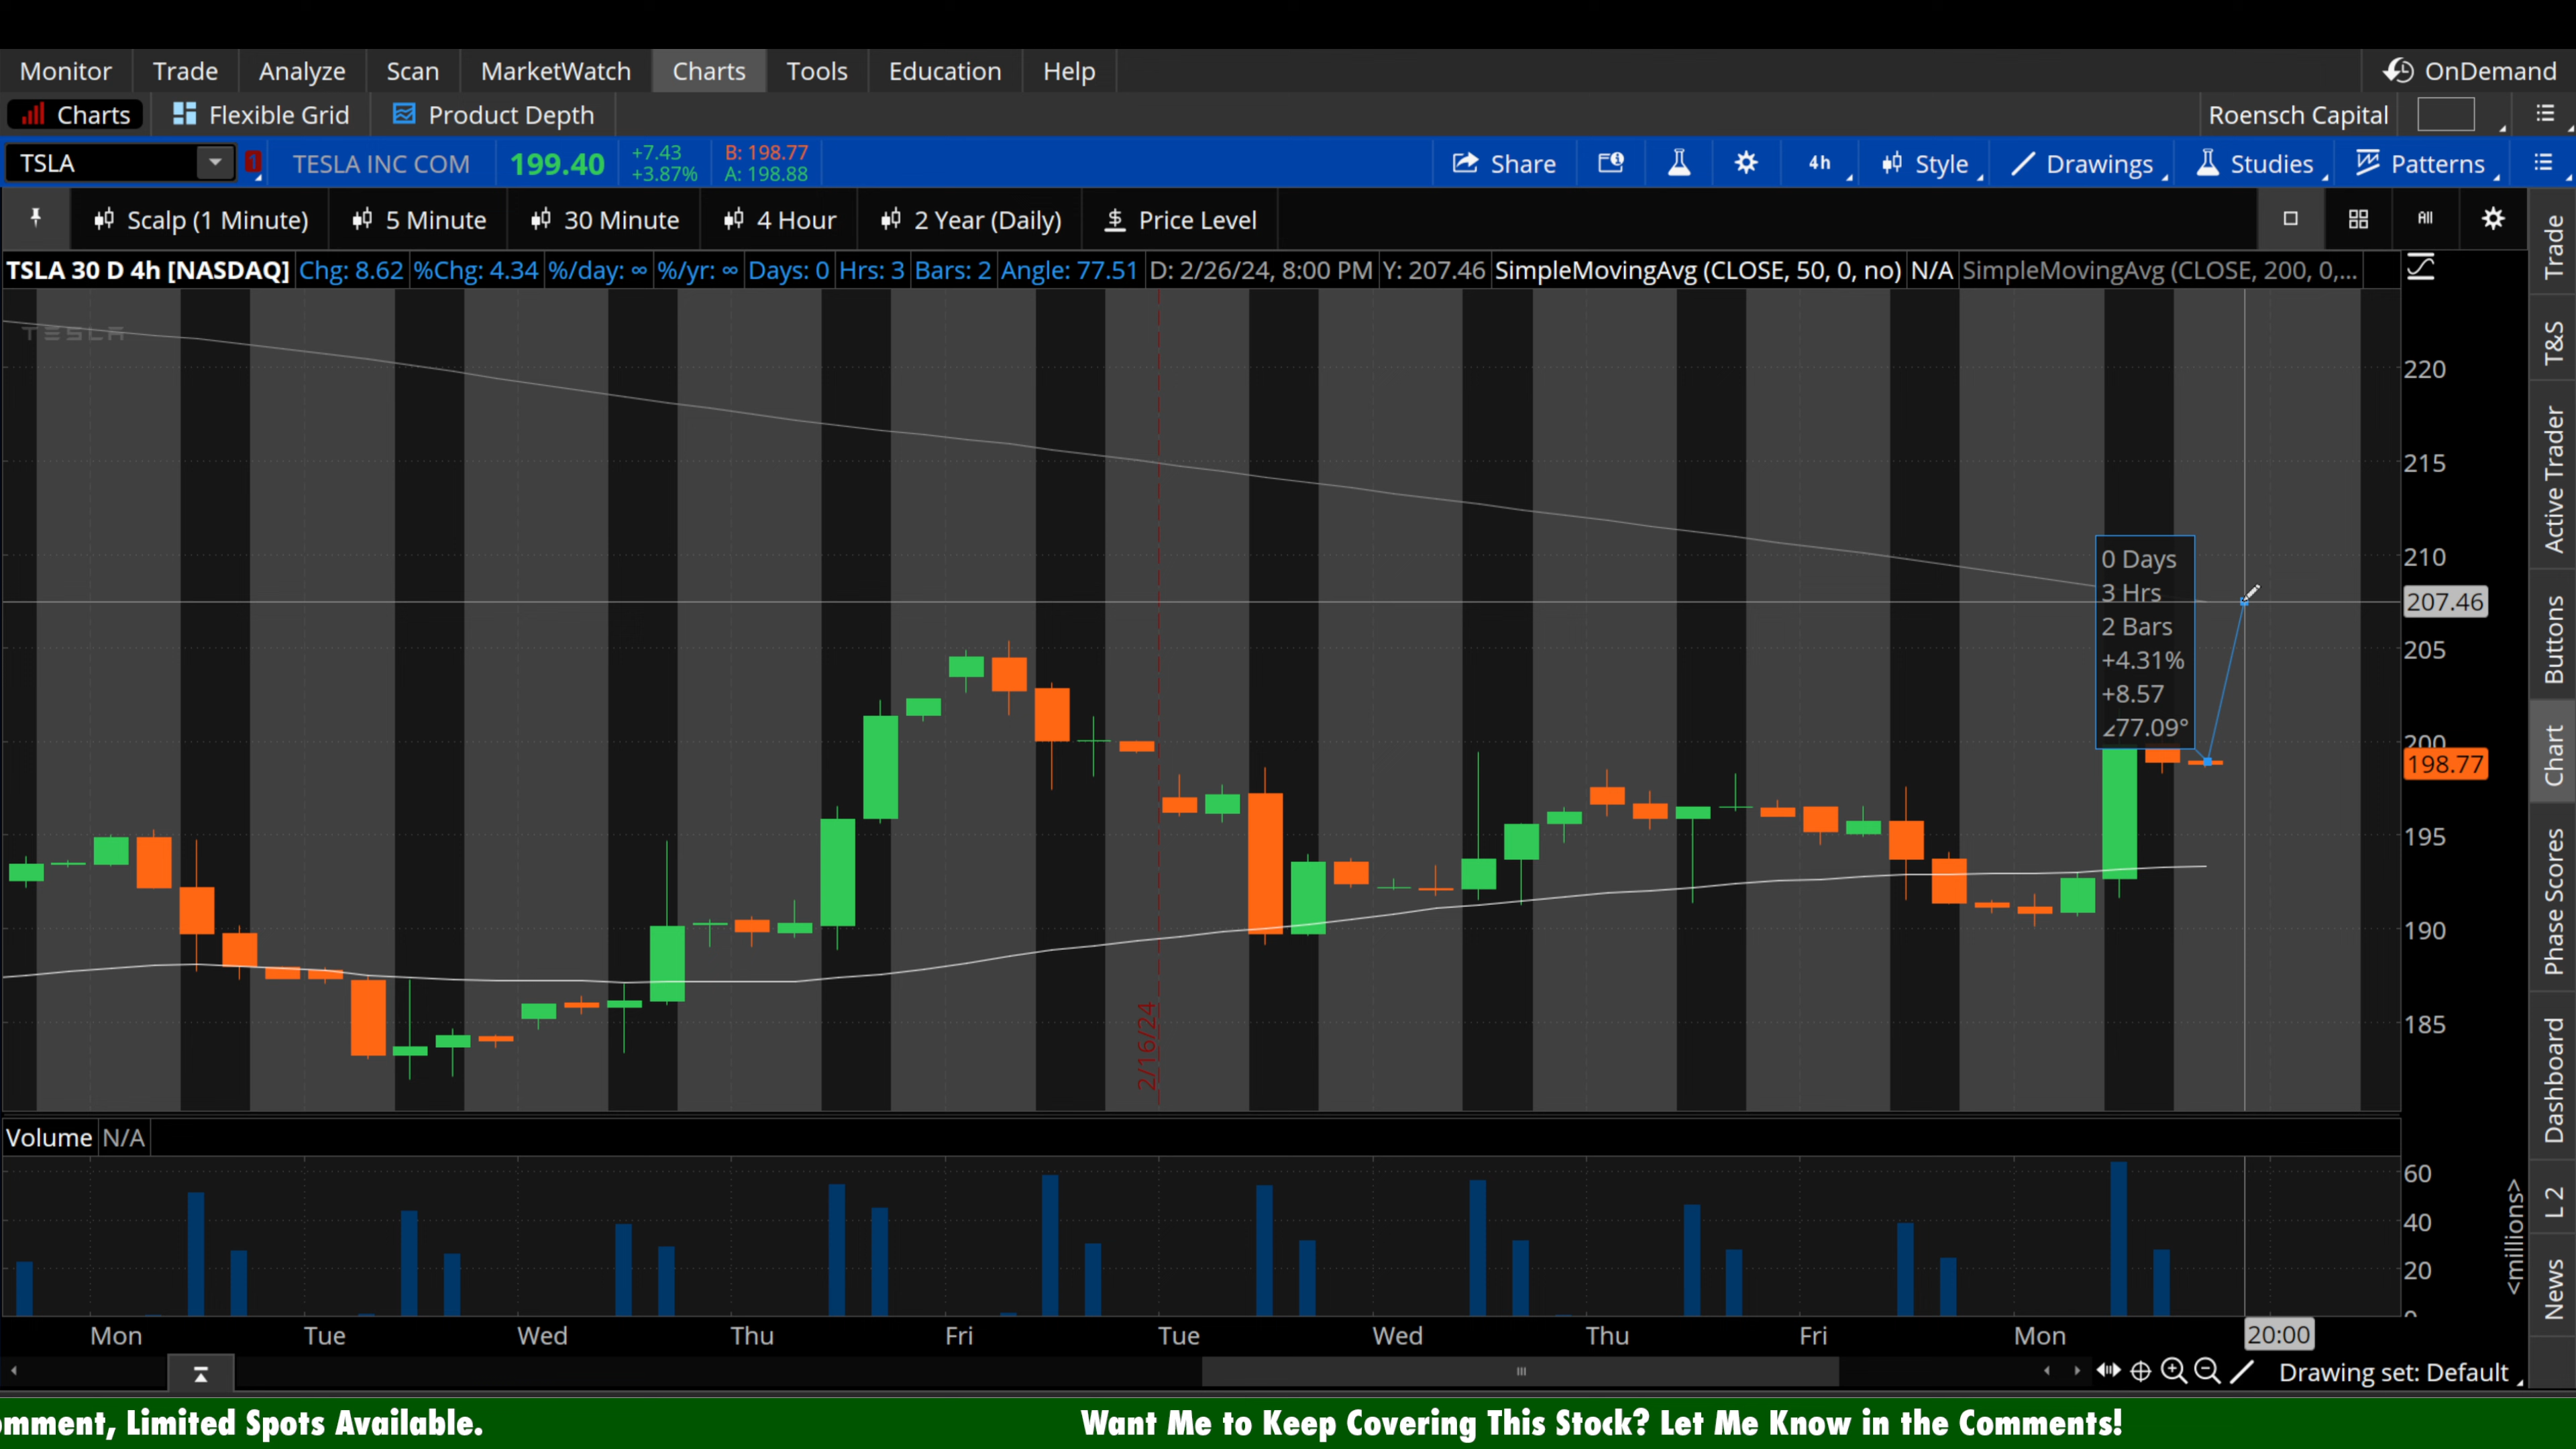 Monitor Trade Analyze Scan MarketWatch Charts Tools Education Help OnDemand
Charts Flexible Grid Product Depth Roensch Capital
TSLA 1 TESLA INC COM 199.40 +7.43 B: 198.77 Share 4h Style Drawings Studies Patterns
+3.87% A: 198.88
Scalp (1 Minute) 5 Minute 30 Minute 4 Hour 2 Year (Daily) $ Price Level All
TSLA 30 D 4h [NASDAQ] Chg: 8.62 %Chg: 4.34 %/day: ∞ %/yr: ∞ Days: 0 Hrs: 3 Bars: 2 Angle: 77.51 D: 2/26/24, 8:00 PM Y: 207.46 SimpleMovingAvg (CLOSE, 50, 0, no) N/A SimpleMovingAvg (CLOSE, 200, 0,...
TESLA
220
215
210
207.46
205
200
198.77
195
190
185
0 Days
3 Hrs
2 Bars
+4.31%
+8.57
∠77.09°
2/16/24
Volume N/A
60
40
20
0
<millions>
Mon Tue Wed Thu Fri Tue Wed Thu Fri Mon 20:00
Drawing set: Default
Trade
T&S
Active Trader
Buttons
Chart
Phase Scores
Dashboard
L 2
News
omment, Limited Spots Available. Want Me to Keep Covering This Stock? Let Me Know in the Comments!